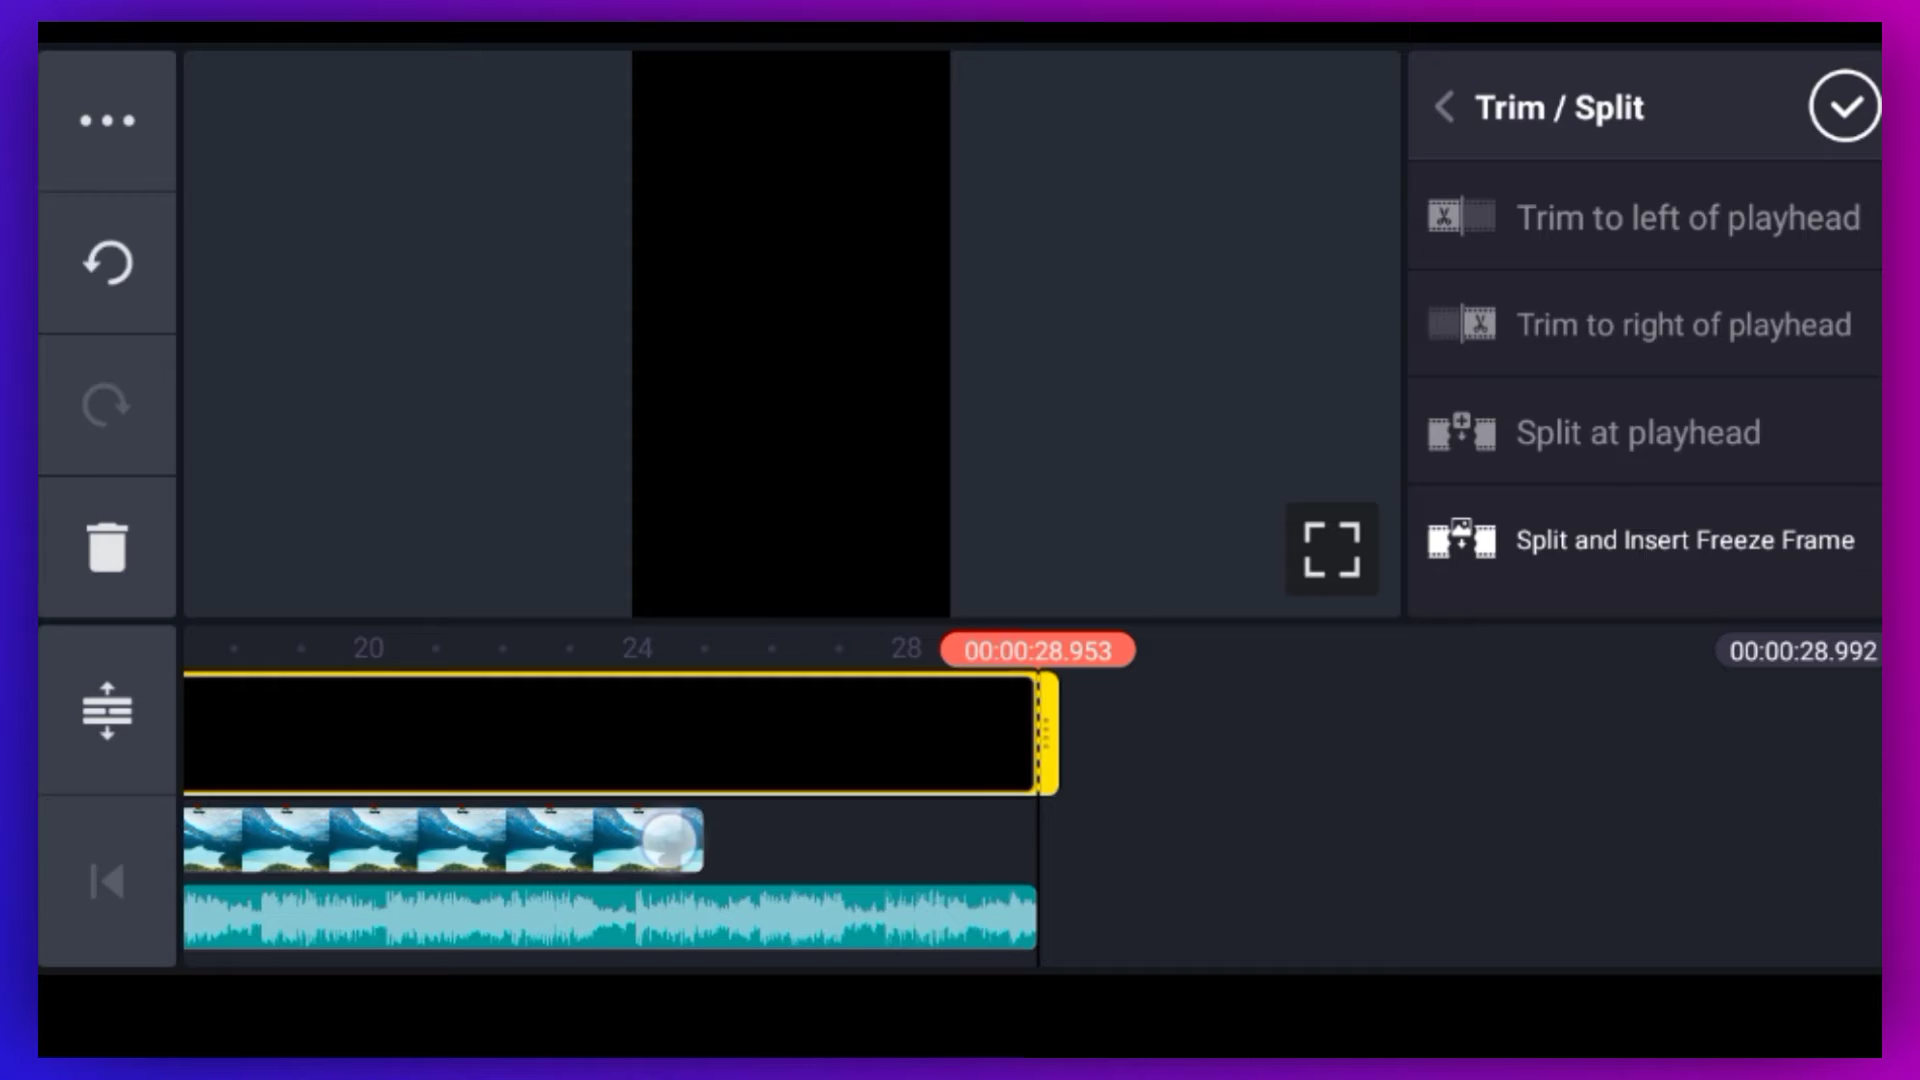 Trim / Split
Trim to left of playhead
Trim to right of playhead
Split at playhead
Split and Insert Freeze Frame
20
24
28
00:00:28.953
00:00:28.992